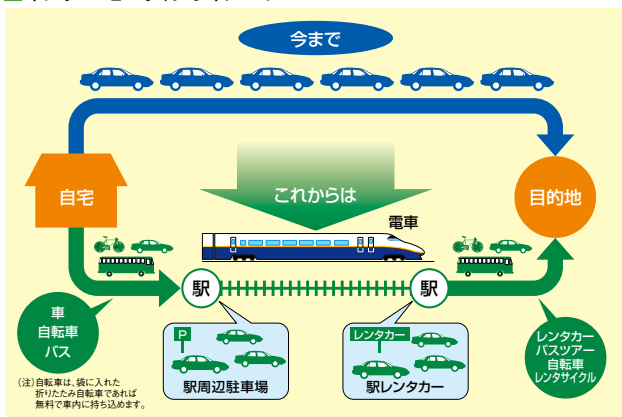 今まで
自宅
これからは
目的地
電車
駅
駅
車
自転車
バス
P
駅周辺駐車場
レンタカー
駅レンタカー
レンタカー
バスツアー
自転車
レンタサイクル
(注)自転車は、袋に入れた
折りたたみ自転車であれば
無料で車内に持ち込めます。